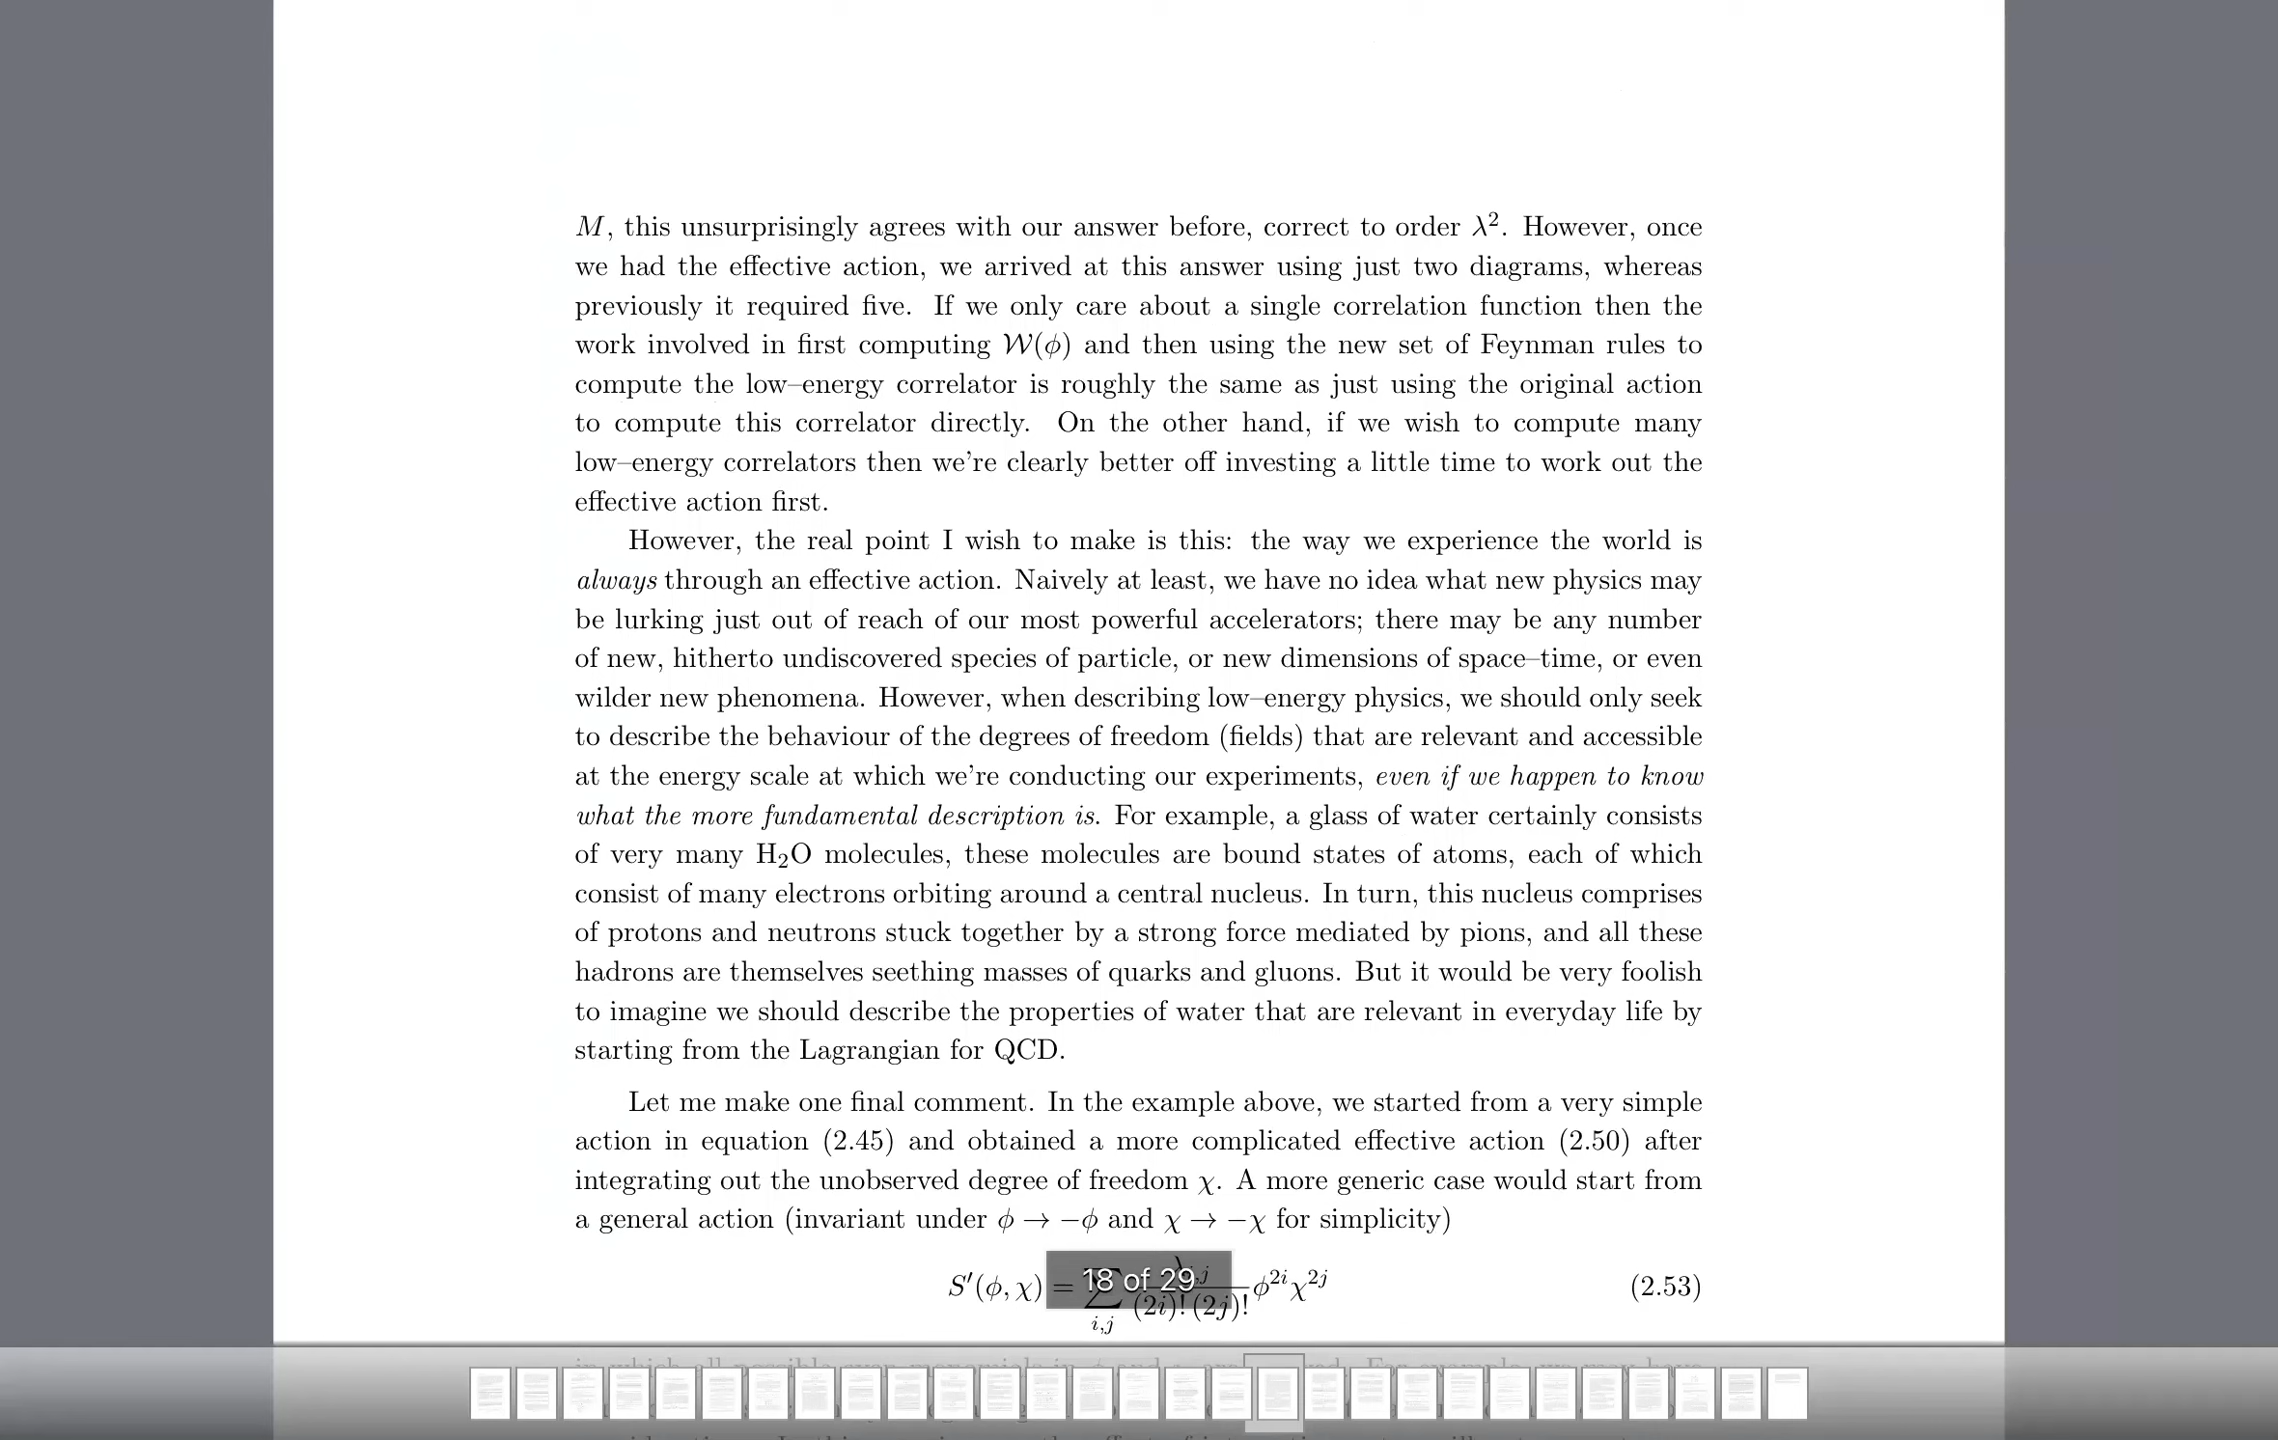 M, this unsurprisingly agrees with our answer before, correct to order λ². However, once
we had the effective action, we arrived at this answer using just two diagrams, whereas
previously it required five. If we only care about a single correlation function then the
work involved in first computing 𝒲(ϕ) and then using the new set of Feynman rules to
compute the low–energy correlator is roughly the same as just using the original action
to compute this correlator directly. On the other hand, if we wish to compute many
low–energy correlators then we're clearly better off investing a little time to work out the
effective action first.
However, the real point I wish to make is this: the way we experience the world is
always through an effective action. Naively at least, we have no idea what new physics may
be lurking just out of reach of our most powerful accelerators; there may be any number
of new, hitherto undiscovered species of particle, or new dimensions of space–time, or even
wilder new phenomena. However, when describing low–energy physics, we should only seek
to describe the behaviour of the degrees of freedom (fields) that are relevant and accessible
at the energy scale at which we're conducting our experiments, even if we happen to know
what the more fundamental description is. For example, a glass of water certainly consists
of very many H₂O molecules, these molecules are bound states of atoms, each of which
consist of many electrons orbiting around a central nucleus. In turn, this nucleus comprises
of protons and neutrons stuck together by a strong force mediated by pions, and all these
hadrons are themselves seething masses of quarks and gluons. But it would be very foolish
to imagine we should describe the properties of water that are relevant in everyday life by
starting from the Lagrangian for QCD.
Let me make one final comment. In the example above, we started from a very simple
action in equation (2.45) and obtained a more complicated effective action (2.50) after
integrating out the unobserved degree of freedom χ. A more generic case would start from
a general action (invariant under ϕ → −ϕ and χ → −χ for simplicity)
S′(ϕ, χ) = ∑_{i,j} λ_{i,j}/((2i)! (2j)!) ϕ^{2i}χ^{2j} (2.53)
18 of 29